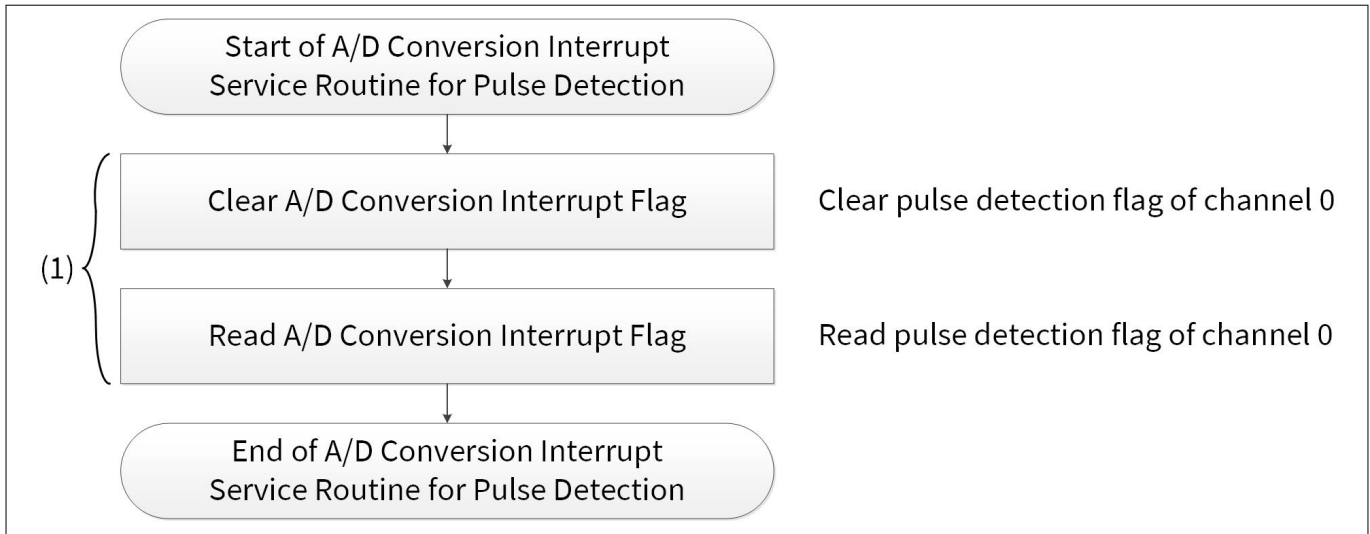 Start of A/D Conversion Interrupt
Service Routine for Pulse Detection
(1)
Clear A/D Conversion Interrupt Flag
Clear pulse detection flag of channel 0
Read A/D Conversion Interrupt Flag
Read pulse detection flag of channel 0
End of A/D Conversion Interrupt
Service Routine for Pulse Detection